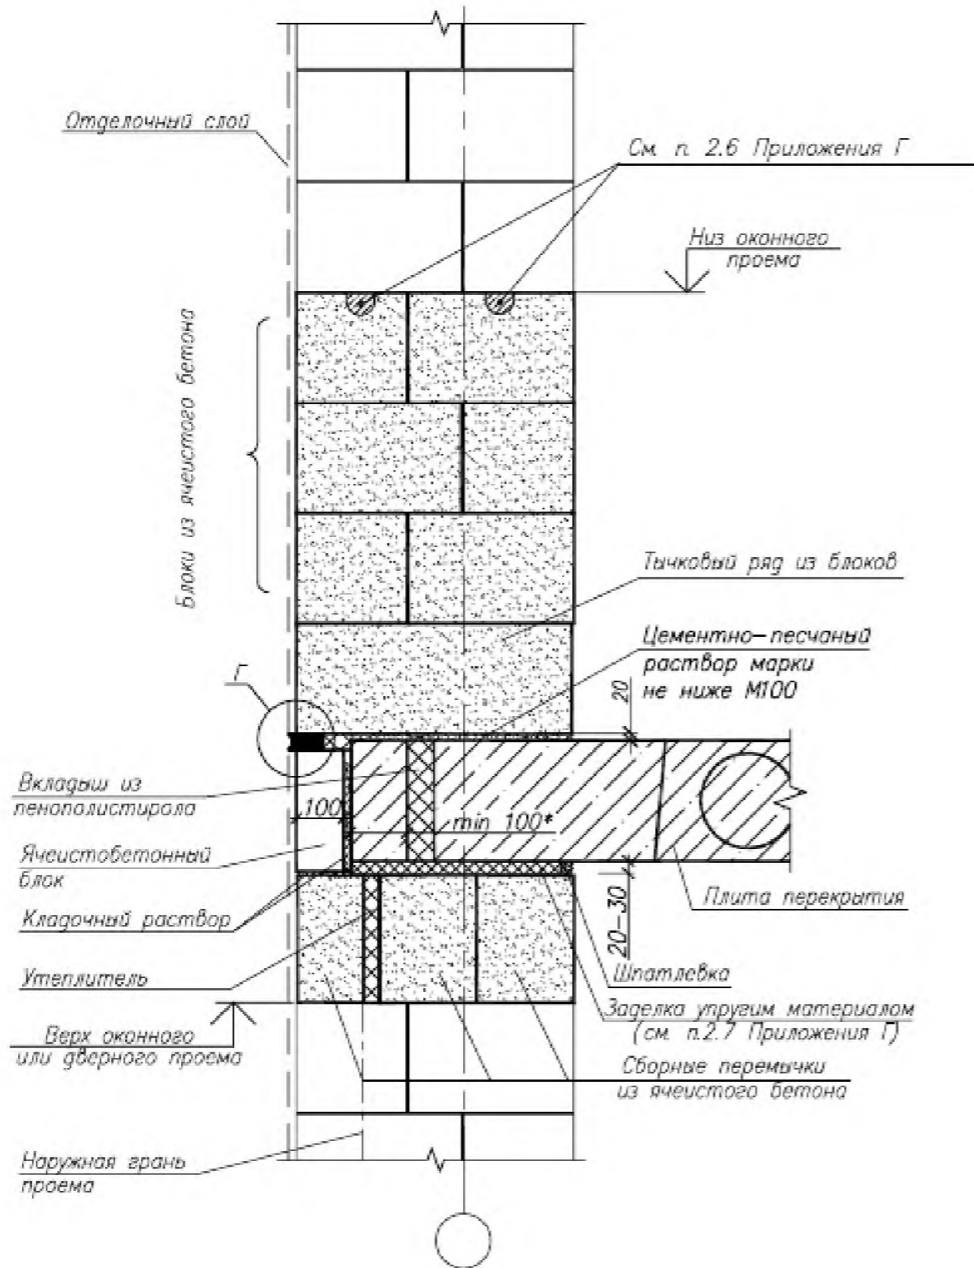 Отделочный слой
См. п. 2.6 Приложения Г
Низ оконного
проема
Блоки из ячеистого бетона
Тычковый ряд из блоков
Цементно-песчаный
раствор марки
не ниже М100
20
Г
Вкладыш из
пенополистирола
100
min 100*
Ячеистобетонный
блок
Кладочный раствор
Плита перекрытия
20-30
Утеплитель
Шпатлевка
Заделка упругим материалом
(см. п.2.7 Приложения Г)
Верх оконного
или дверного проема
Сборные перемычки
из ячеистого бетона
Наружная грань
проема